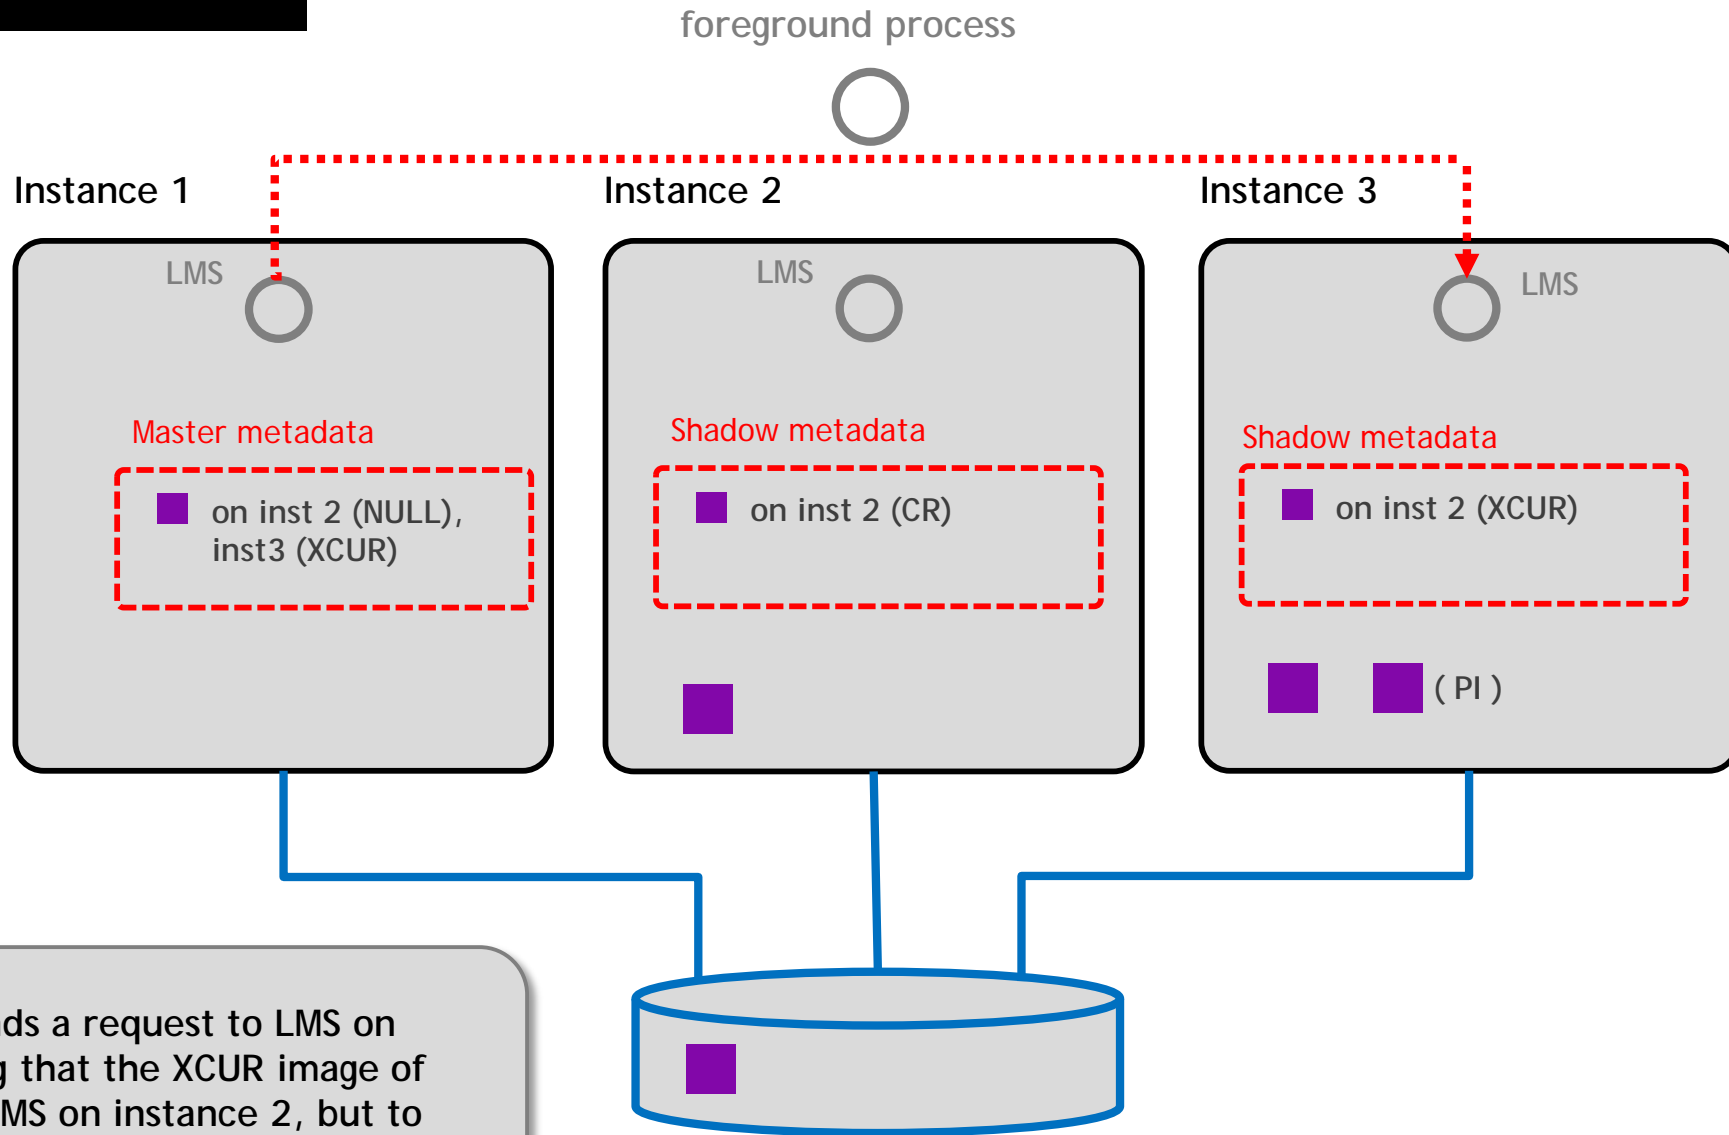 foreground process
Instance 1
Instance 2
Instance 3
LMS
LMS
LMS
Master metadata
on inst 2 (NULL),
inst3 (XCUR)
Shadow metadata
on inst 2 (CR)
Shadow metadata
on inst 2 (XCUR)
( PI )
a request to LMS on
that the XCUR image of
on instance 2, but to